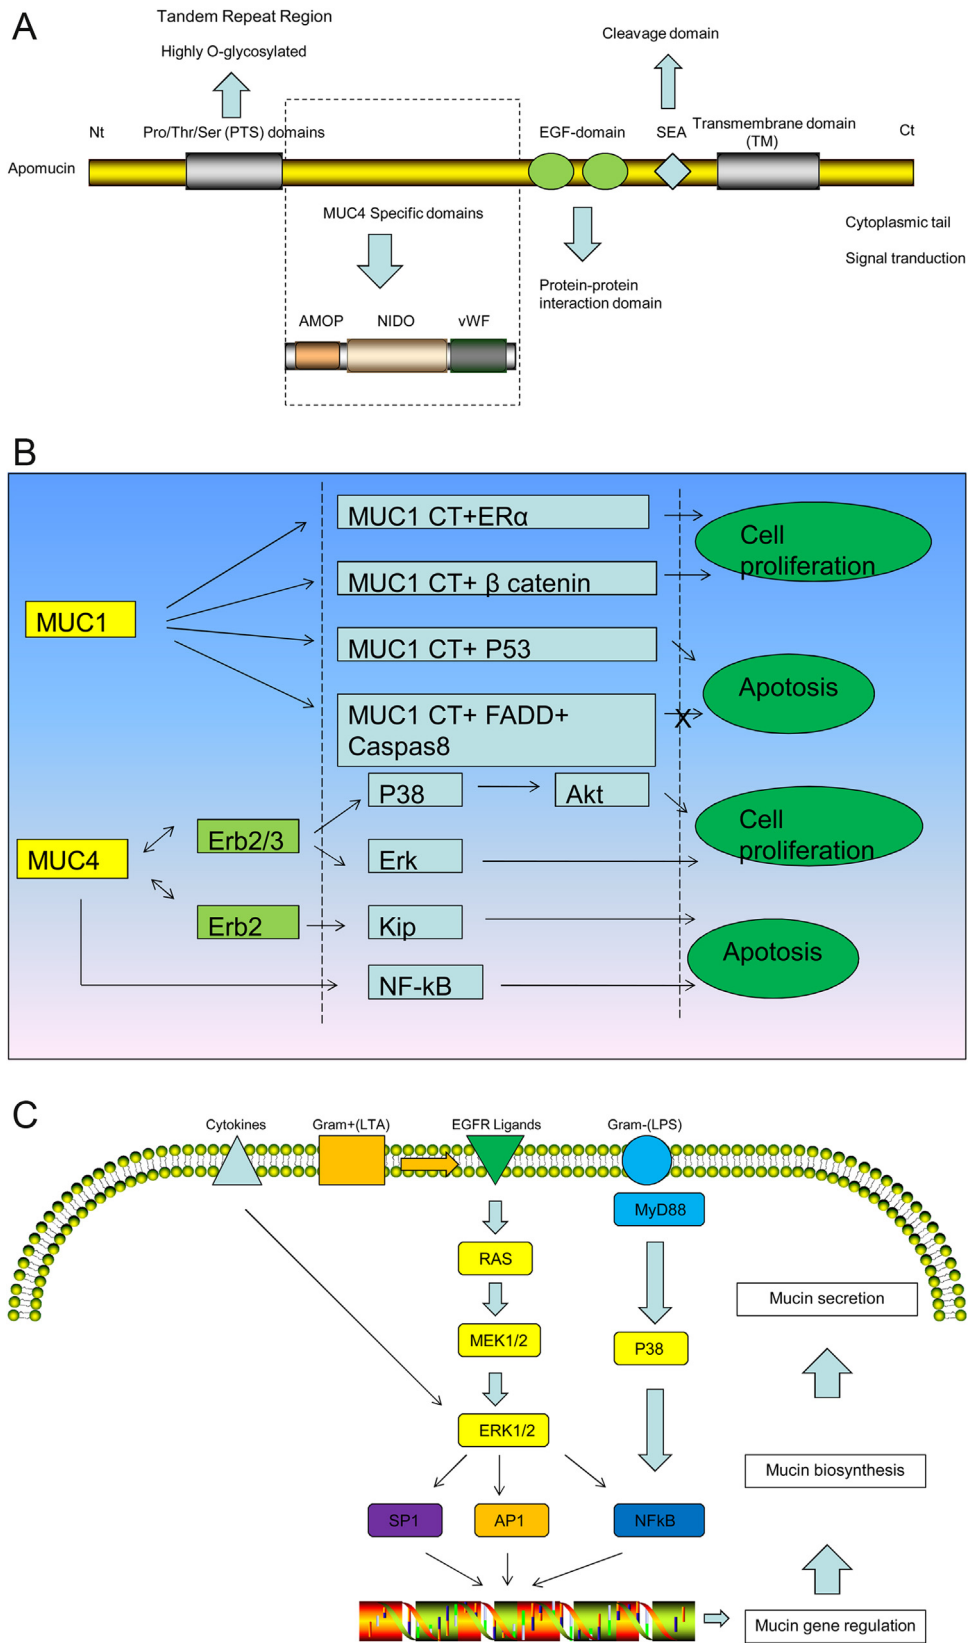 A
Tandem Repeat Region
Highly O-glycosylated
Cleavage domain
Nt
Pro/Thr/Ser (PTS) domains
EGF-domain
SEA
Transmembrane domain
(TM)
Ct
Apomucin
MUC4 Specific domains
Cytoplasmic tail
Signal tranduction
Protein-protein
interaction domain
AMOP
NIDO
vWF
B
MUC1 CT+ERα
Cell
proliferation
MUC1 CT+ β catenin
MUC1
MUC1 CT+ P53
Apotosis
MUC1 CT+ FADD+
Caspas8
X
P38
Akt
Erb2/3
Cell
proliferation
MUC4
Erk
Erb2
Kip
Apotosis
NF-kB
C
Cytokines
Gram+(LTA)
EGFR Ligands
Gram-(LPS)
MyD88
RAS
Mucin secretion
MEK1/2
P38
ERK1/2
Mucin biosynthesis
SP1
AP1
NFkB
Mucin gene regulation